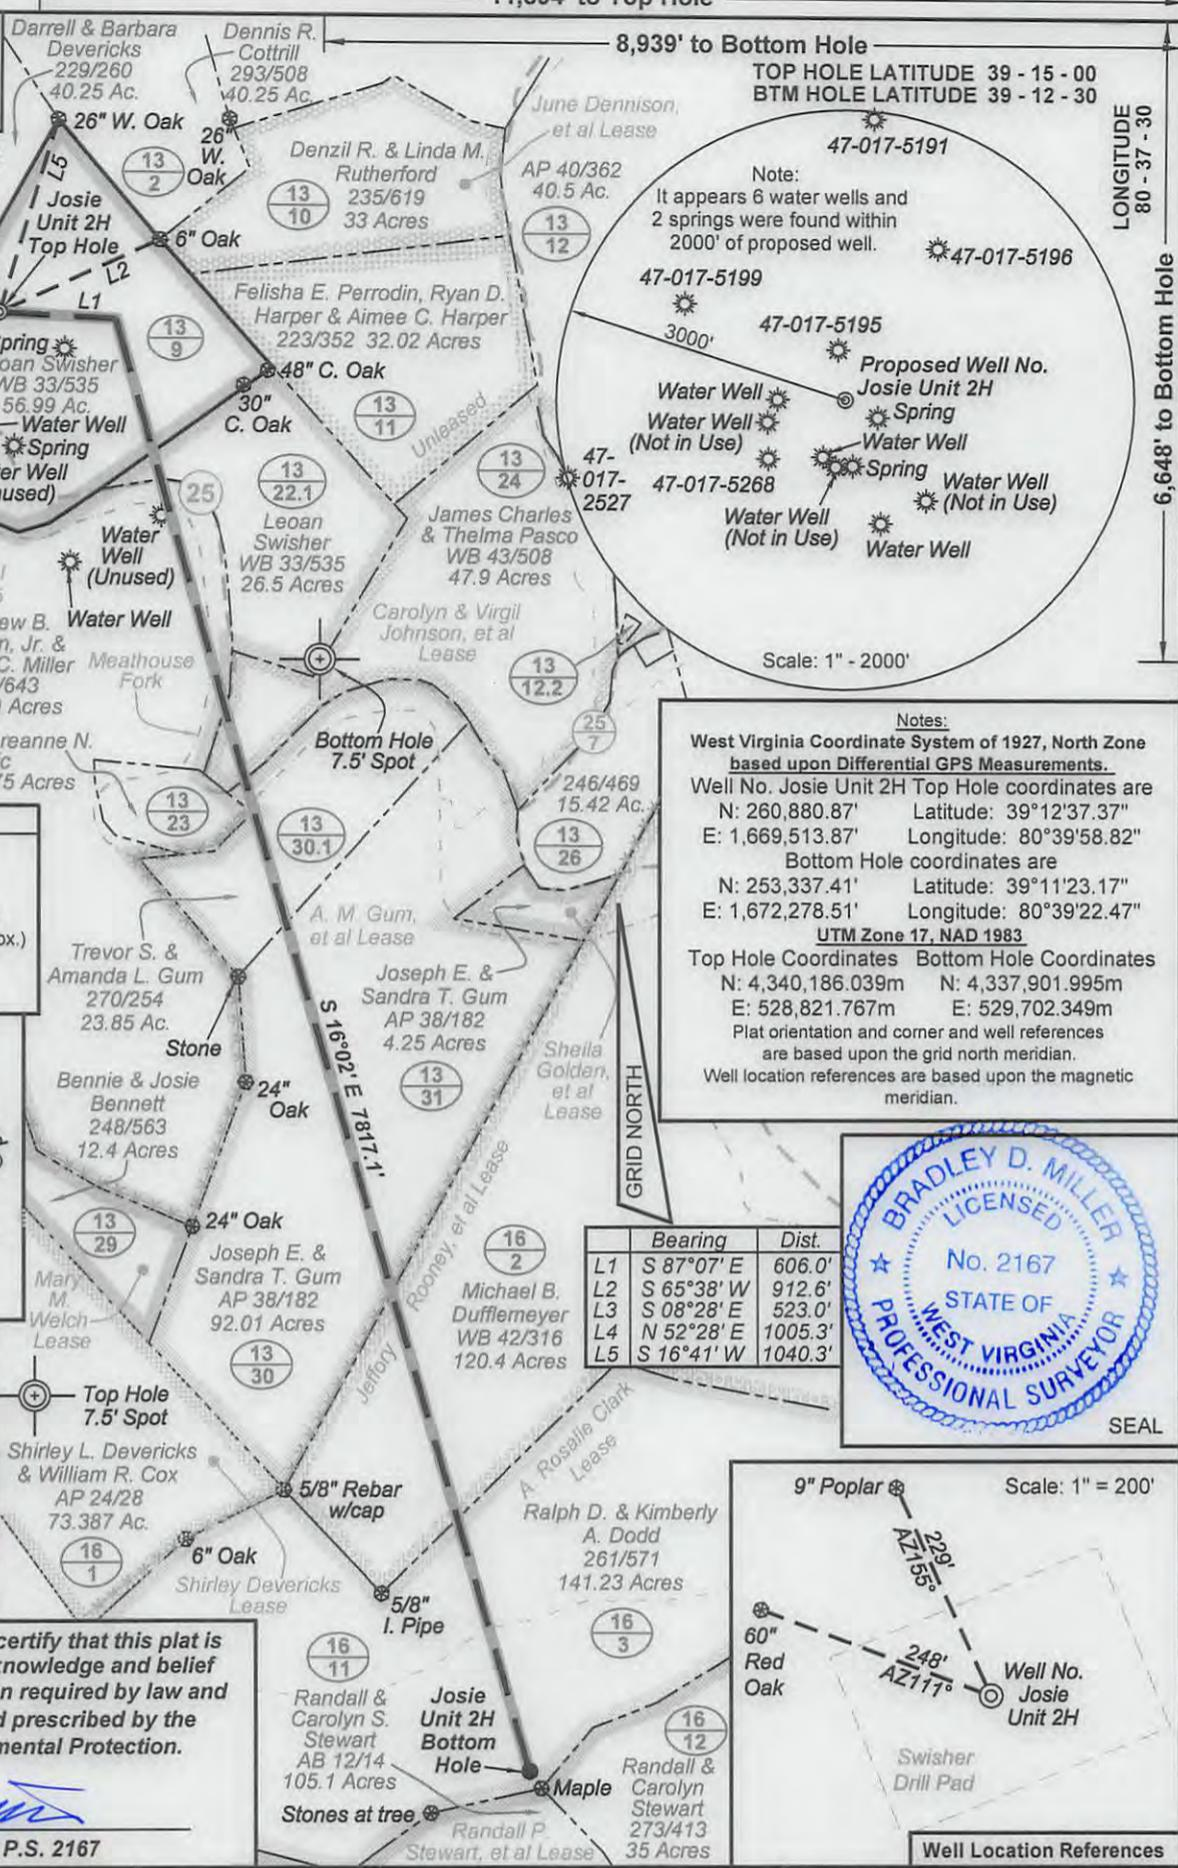 to Top Hole
8,939' to Bottom Hole
TOP HOLE LATITUDE 39 - 15 - 00
BTM HOLE LATITUDE 39 - 12 - 30
LONGITUDE
80 - 37 - 30
6,648' to Bottom Hole
Darrell & Barbara
Devericks
229/260
40.25 Ac.
Dennis R.
Cottrill
293/508
40.25 Ac.
26" W. Oak
26"
W.
Oak
13
2
L5
Josie
Unit 2H
Top Hole
L2
L1
6" Oak
Denzil R. & Linda M.
Rutherford
235/619
33 Acres
13
10
June Dennison,
et al Lease
AP 40/362
40.5 Ac.
13
12
Felisha E. Perrodin, Ryan D.
Harper & Aimee C. Harper
223/352 32.02 Acres
13
9
48" C. Oak
30"
C. Oak
13
11
Unleased
Swisher
WB 33/535
56.99 Ac.
Water Well
Spring
25
13
22.1
Leoan
Swisher
WB 33/535
26.5 Acres
13
24
James Charles
& Thelma Pasco
WB 43/508
47.9 Acres
Water
Well
(Unused)
Water Well
Carolyn & Virgil
Johnson, et al
Lease
13
12.2
25
7
B.
Jr. &
C. Miller
Acres
Meathouse
Fork
Bottom Hole
7.5' Spot
N.
Acres
13
23
13
30.1
246/469
15.42 Ac.
13
26
47-017-5191
Note:
It appears 6 water wells and
2 springs were found within
2000' of proposed well.
47-017-5196
47-017-5199
3000'
47-017-5195
Proposed Well No.
Josie Unit 2H
Water Well
Spring
Water Well
(Not in Use)
Water Well
47-
017-
2527
47-017-5268
Spring
Water Well
(Not in Use)
Water Well
(Not in Use)
Water Well
Scale: 1" - 2000'
Notes:
West Virginia Coordinate System of 1927, North Zone
based upon Differential GPS Measurements.
Well No. Josie Unit 2H Top Hole coordinates are
N: 260,880.87' Latitude: 39°12'37.37"
E: 1,669,513.87' Longitude: 80°39'58.82"
Bottom Hole coordinates are
N: 253,337.41' Latitude: 39°11'23.17"
E: 1,672,278.51' Longitude: 80°39'22.47"
UTM Zone 17, NAD 1983
Top Hole Coordinates Bottom Hole Coordinates
N: 4,340,186.039m N: 4,337,901.995m
E: 528,821.767m E: 529,702.349m
Plat orientation and corner and well references
are based upon the grid north meridian.
Well location references are based upon the magnetic
meridian.
Trevor S. &
Amanda L. Gum
270/254
23.85 Ac.
A. M. Gum,
et al Lease
Joseph E. &
Sandra T. Gum
AP 38/182
4.25 Acres
13
31
Sheila
Golden,
et al
Lease
Stone
S 16°02' E 7817.1'
24"
Oak
Bennie & Josie
Bennett
248/563
12.4 Acres
13
29
24" Oak
GRID NORTH
Jeffory Rooney, et al Lease
Mary
M.
Welch
Lease
Joseph E. &
Sandra T. Gum
AP 38/182
92.01 Acres
13
30
16
2
Michael B.
Dufflemeyer
WB 42/316
120.4 Acres
Bearing Dist.
L1 S 87°07' E 606.0'
L2 S 65°38' W 912.6'
L3 S 08°28' E 523.0'
L4 N 52°28' E 1005.3'
L5 S 16°41' W 1040.3'
BRADLEY D. MILLER
LICENSED
No. 2167
STATE OF
WEST VIRGINIA
PROFESSIONAL SURVEYOR
SEAL
Top Hole
7.5' Spot
Shirley L. Devericks
& William R. Cox
AP 24/28
73.387 Ac.
16
1
5/8" Rebar
w/cap
6" Oak
Shirley Devericks
Lease
5/8"
I. Pipe
A. Rosalie Clark
Lease
Ralph D. & Kimberly
A. Dodd
261/571
141.23 Acres
16
3
9" Poplar
Scale: 1" = 200'
229'
AZ155°
60"
Red
Oak
248'
AZ111°
Well No.
Josie
Unit 2H
Swisher
Drill Pad
Well Location References
certify that this plat is
knowledge and belief
required by law and
prescribed by the
Protection.
P.S. 2167
16
11
Randall &
Carolyn S.
Stewart
AB 12/14
105.1 Acres
Josie
Unit 2H
Bottom
Hole
Maple
Stones at tree
Randall P.
Stewart, et al Lease
16
12
Randall &
Carolyn
Stewart
273/413
35 Acres